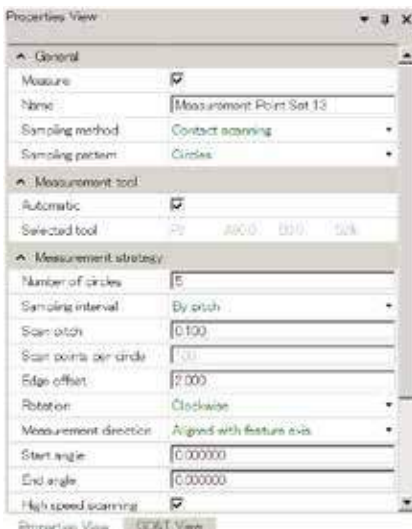 Properties View
General
Measure
Name Measurement Point Set 13
Sampling method Contact scanning
Sampling pattern Circles
Measurement tool
Automatic
Selected tool
Measurement strategy
Number of circles 5
Sampling interval By pitch
Scan pitch 0.100
Scan points per circle
Edge offset 2.000
Rotation Clockwise
Measurement direction Aligned with feature axis
Start angle 0.000000
End angle 0.000000
High speed scanning
Properties View GD&T View